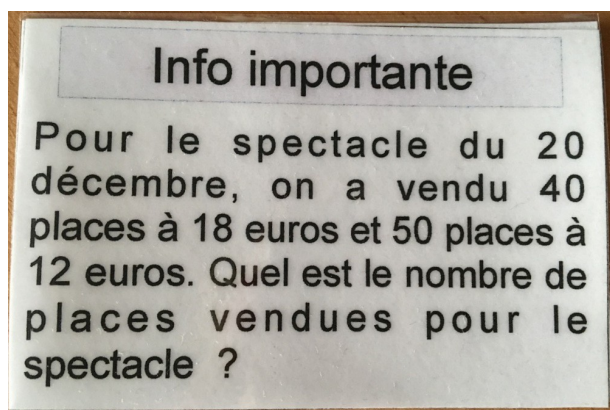 Info importante
Pour le spectacle du 20
décembre, on a vendu 40
places à 18 euros et 50 places à
12 euros. Quel est le nombre de
places vendues pour le
spectacle ?